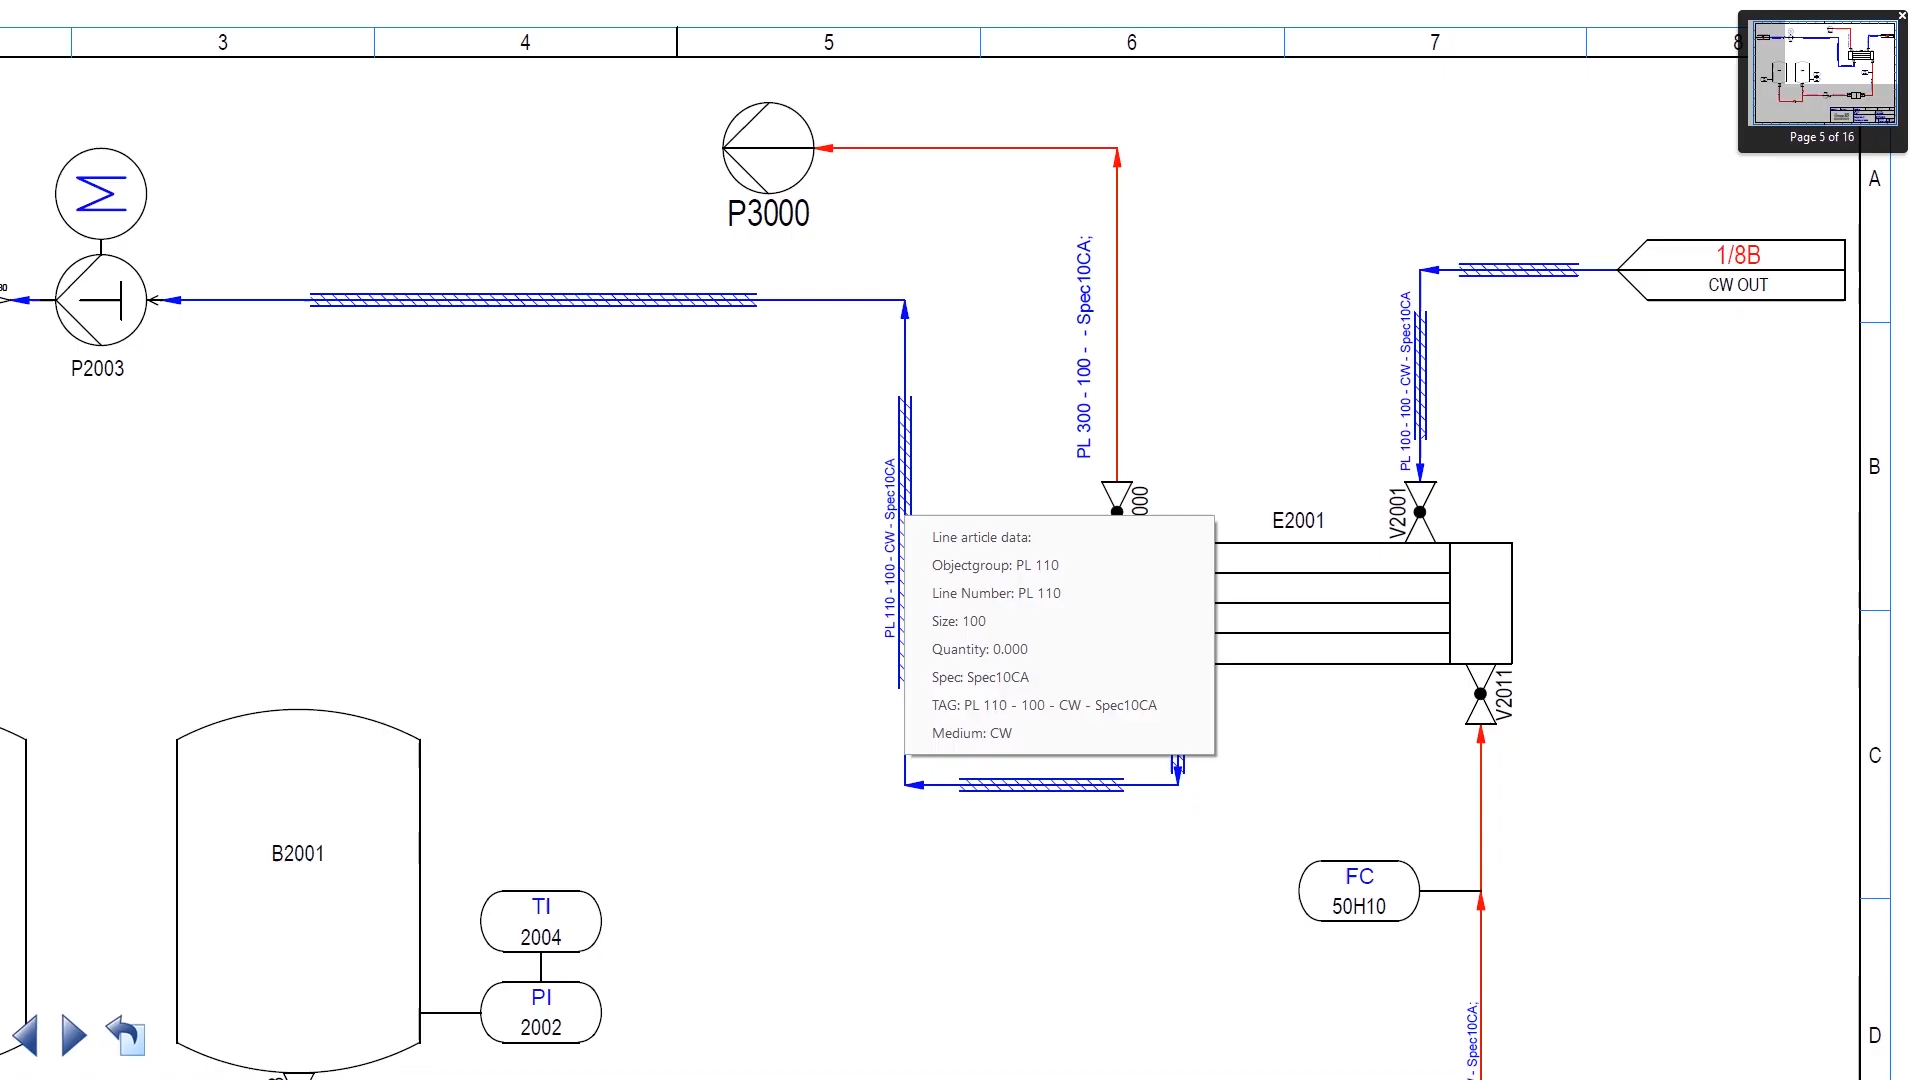 3 4 5 6 7 8
Page 5 of 16
A
P3000
1/8B
CW OUT
P2003
PL 300 - 100 - - Spec10CA;
PL 100 - 100 - CW - Spec10CA
B
PL 110 - 100 - CW - Spec10CA
000
V2001
E2001
Line article data:
Objectgroup: PL 110
Line Number: PL 110
Size: 100
Quantity: 0.000
Spec: Spec10CA
TAG: PL 110 - 100 - CW - Spec10CA
Medium: CW
V2011
C
B2001
FC
50H10
TI
2004
PI
2002
- Spec10CA;
D